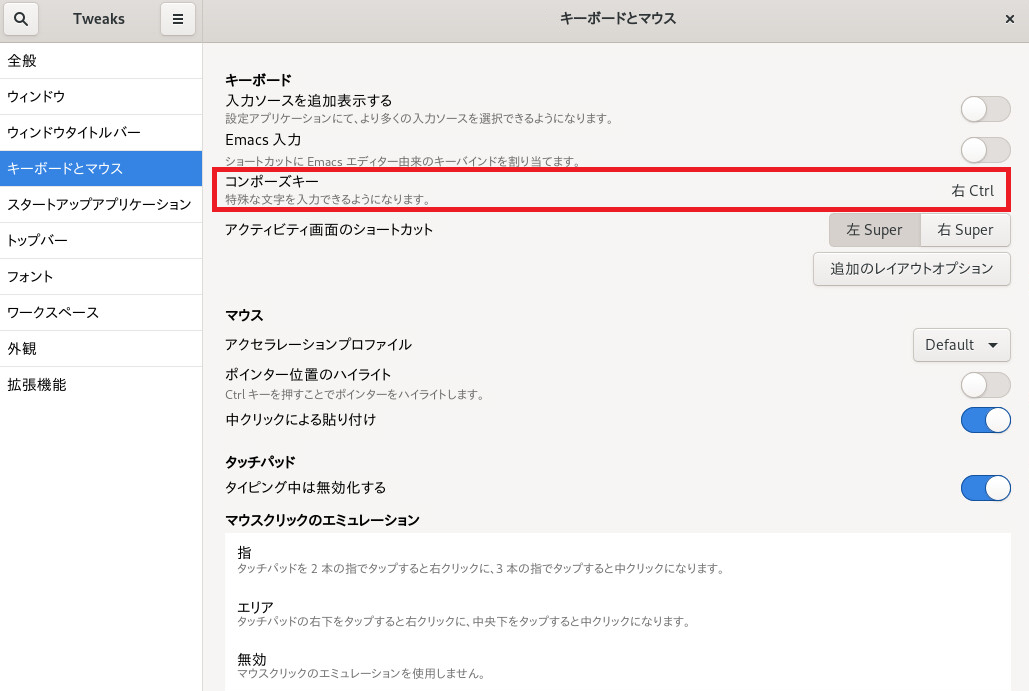 Tweaks
キーボードとマウス
全般
ウィンドウ
ウィンドウタイトルバー
キーボードとマウス
スタートアップアプリケーション
トップバー
フォント
ワークスペース
外観
拡張機能
キーボード
入力ソースを追加表示する
設定アプリケーションにて、より多くの入力ソースを選択できるようになります。
Emacs 入力
ショートカットに Emacs エディター由来のキーバインドを割り当てます。
コンポーズキー
特殊な文字を入力できるようになります。
右 Ctrl
アクティビティ画面のショートカット
左 Super 右 Super
追加のレイアウトオプション
マウス
アクセラレーションプロファイル
Default
ポインター位置のハイライト
Ctrl キーを押すことでポインターをハイライトします。
中クリックによる貼り付け
タッチパッド
タイピング中は無効化する
マウスクリックのエミュレーション
指
タッチパッドを 2 本の指でタップすると右クリックに、3 本の指でタップすると中クリックになります。
エリア
タッチパッドの右下をタップすると右クリックに、中央下をタップすると中クリックになります。
無効
マウスクリックのエミュレーションを使用しません。